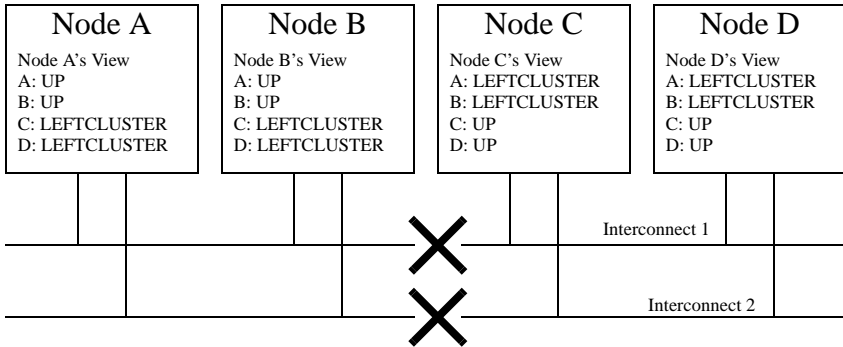 Node A
Node A's View
A: UP
B: UP
C: LEFTCLUSTER
D: LEFTCLUSTER
Node B
Node B's View
A: UP
B: UP
C: LEFTCLUSTER
D: LEFTCLUSTER
Node C
Node C's View
A: LEFTCLUSTER
B: LEFTCLUSTER
C: UP
D: UP
Node D
Node D's View
A: LEFTCLUSTER
B: LEFTCLUSTER
C: UP
D: UP
Interconnect 1
Interconnect 2